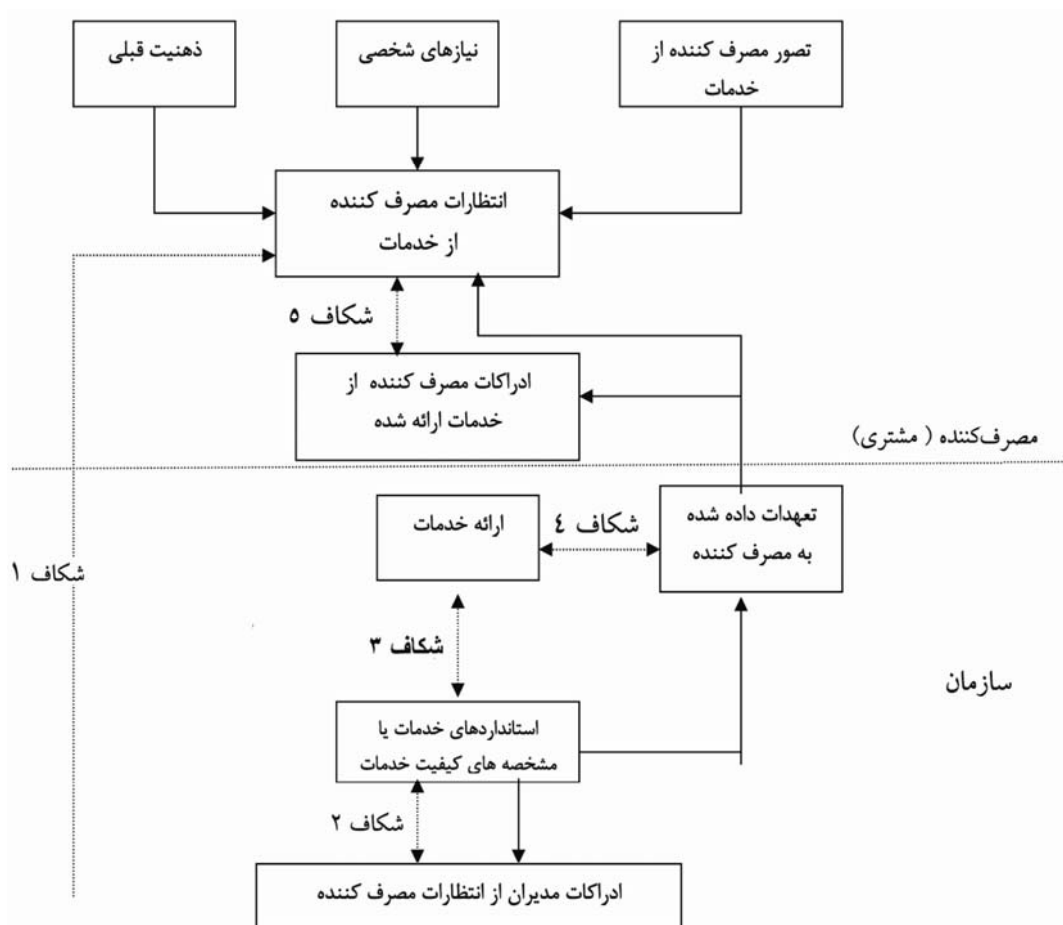 تصور مصرف کننده از
خدمات
نیازهای شخصی
ذهنیت قبلی
انتظارات مصرف کننده
از خدمات
شکاف ۵
ادراکات مصرف کننده از
خدمات ارائه شده
مصرف‌کننده ( مشتری)
تعهدات داده شده
به مصرف کننده
شکاف ٤
ارائه خدمات
شکاف ۱
شکاف ۳
سازمان
استانداردهای خدمات یا
مشخصه های کیفیت خدمات
شکاف ۲
ادراکات مدیران از انتظارات مصرف کننده